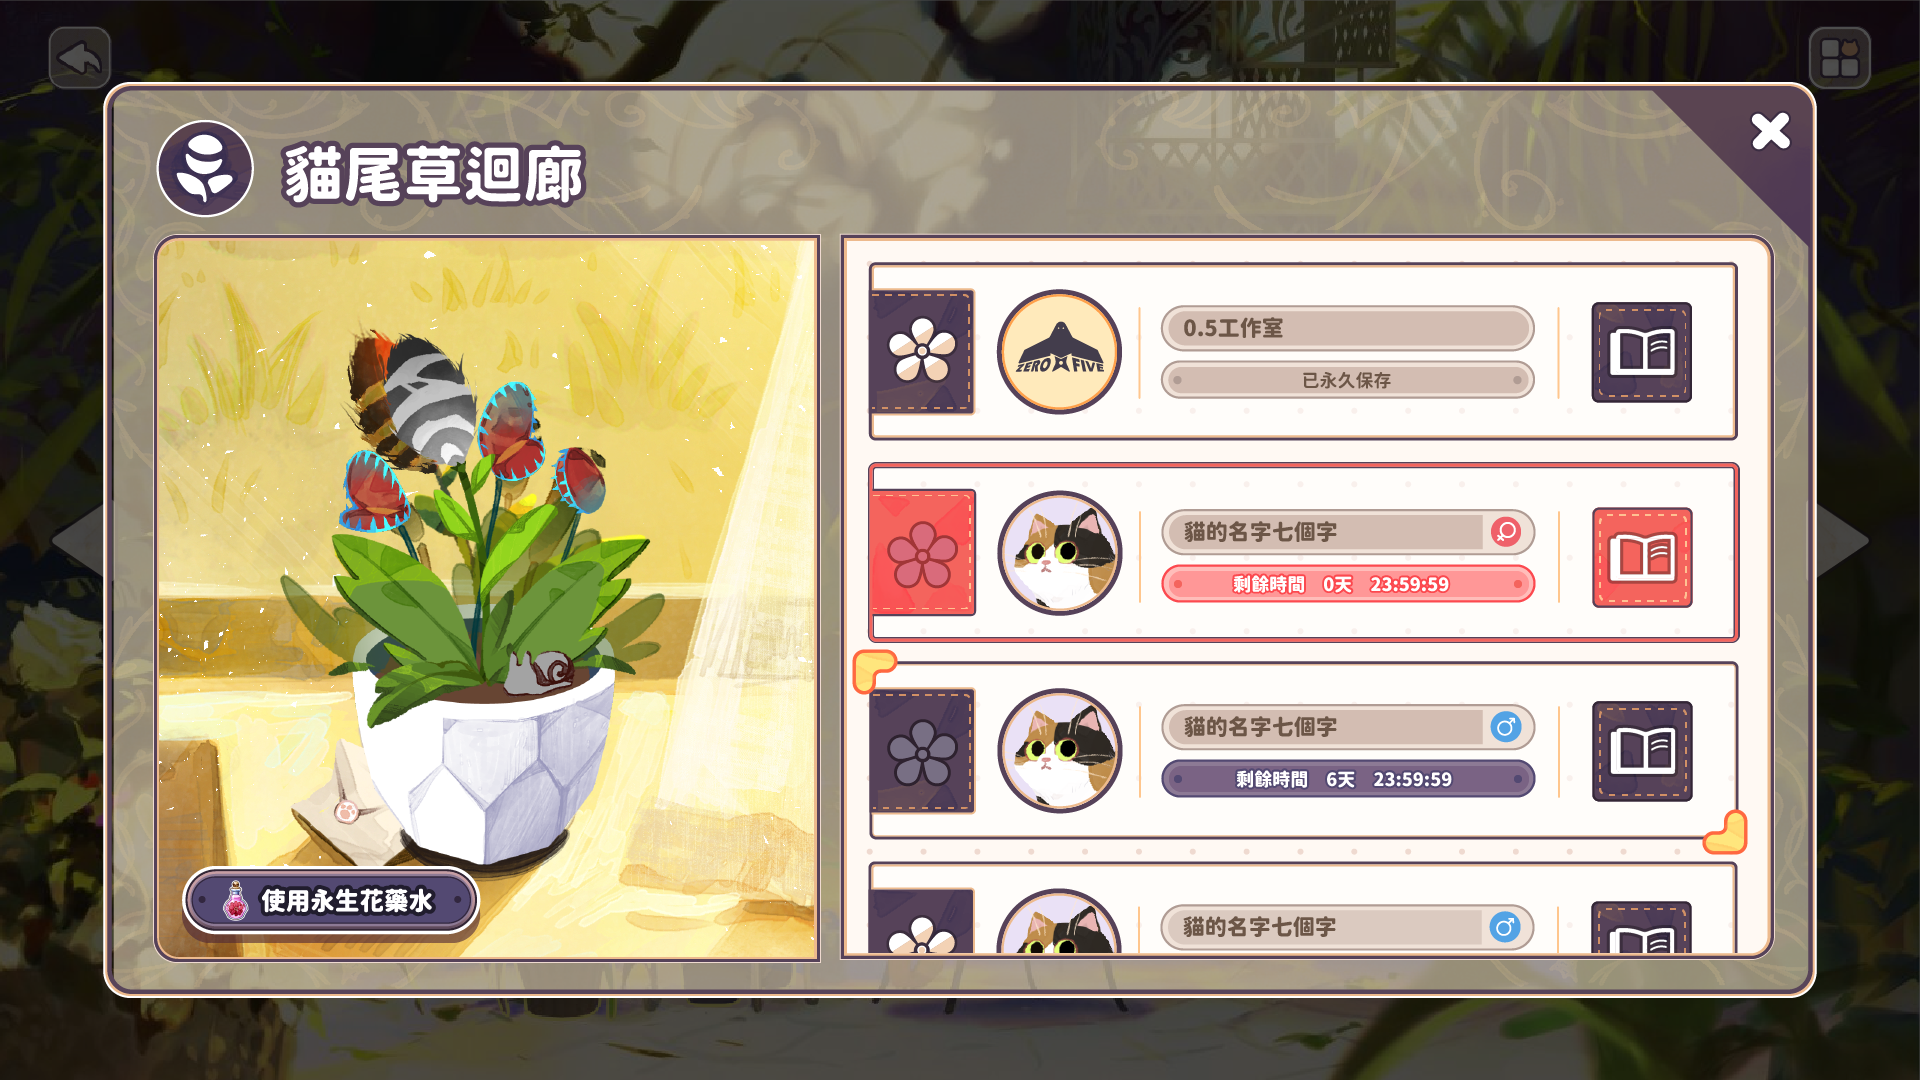 貓尾草迴廊
ZERO FIVE
0.5工作室
已永久保存
貓的名字七個字
剩餘時間 0天 23:59:59
貓的名字七個字
剩餘時間 6天 23:59:59
貓的名字七個字
使用永生花藥水